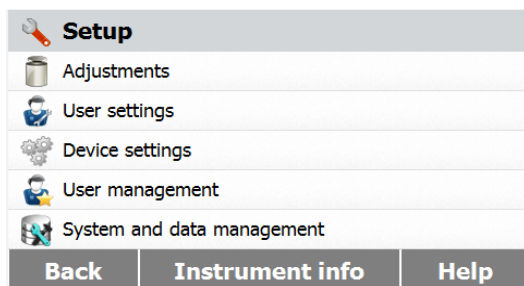 Setup
Adjustments
User settings
Device settings
User management
System and data management
Back Instrument info Help